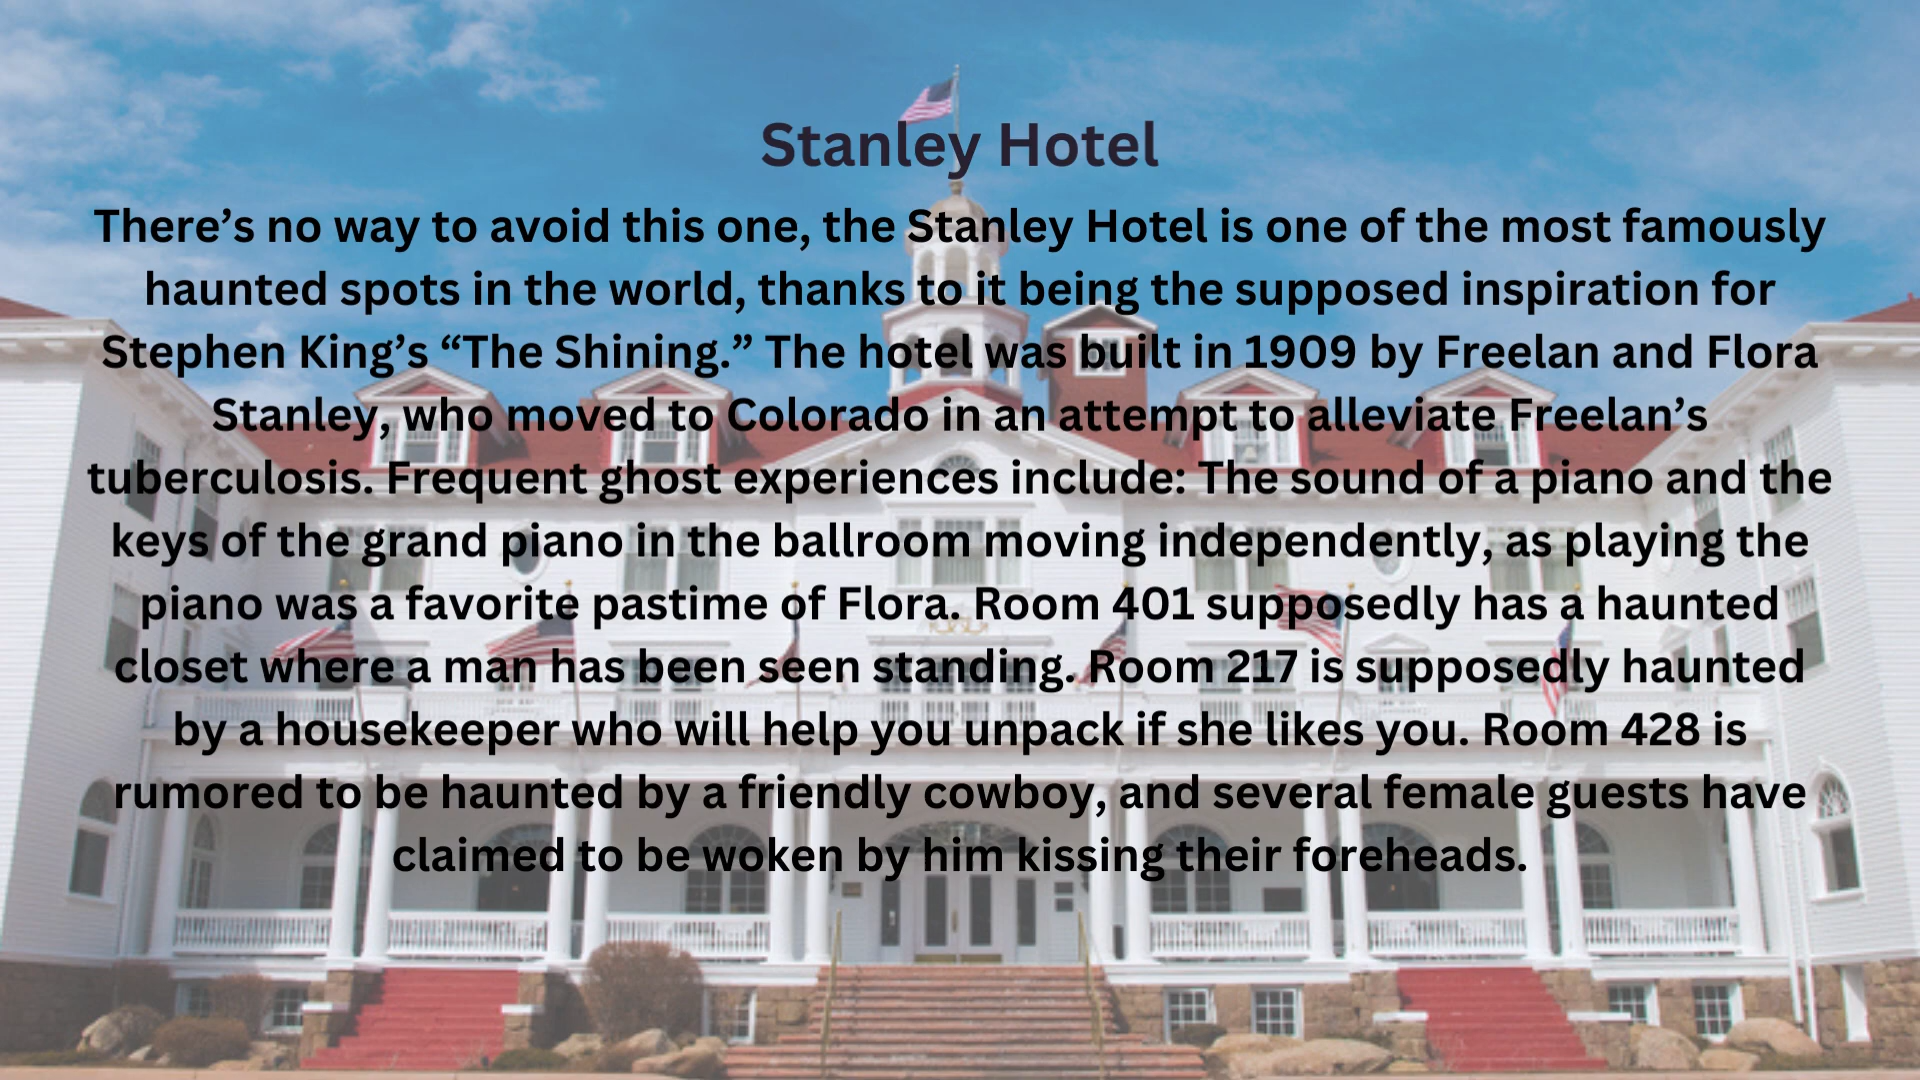 Stanley Hotel
There’s no way to avoid this one, the Stanley Hotel is one of the most famously
haunted spots in the world, thanks to it being the supposed inspiration for
Stephen King’s “The Shining.” The hotel was built in 1909 by Freelan and Flora
Stanley, who moved to Colorado in an attempt to alleviate Freelan’s
tuberculosis. Frequent ghost experiences include: The sound of a piano and the
keys of the grand piano in the ballroom moving independently, as playing the
piano was a favorite pastime of Flora. Room 401 supposedly has a haunted
closet where a man has been seen standing. Room 217 is supposedly haunted
by a housekeeper who will help you unpack if she likes you. Room 428 is
rumored to be haunted by a friendly cowboy, and several female guests have
claimed to be woken by him kissing their foreheads.